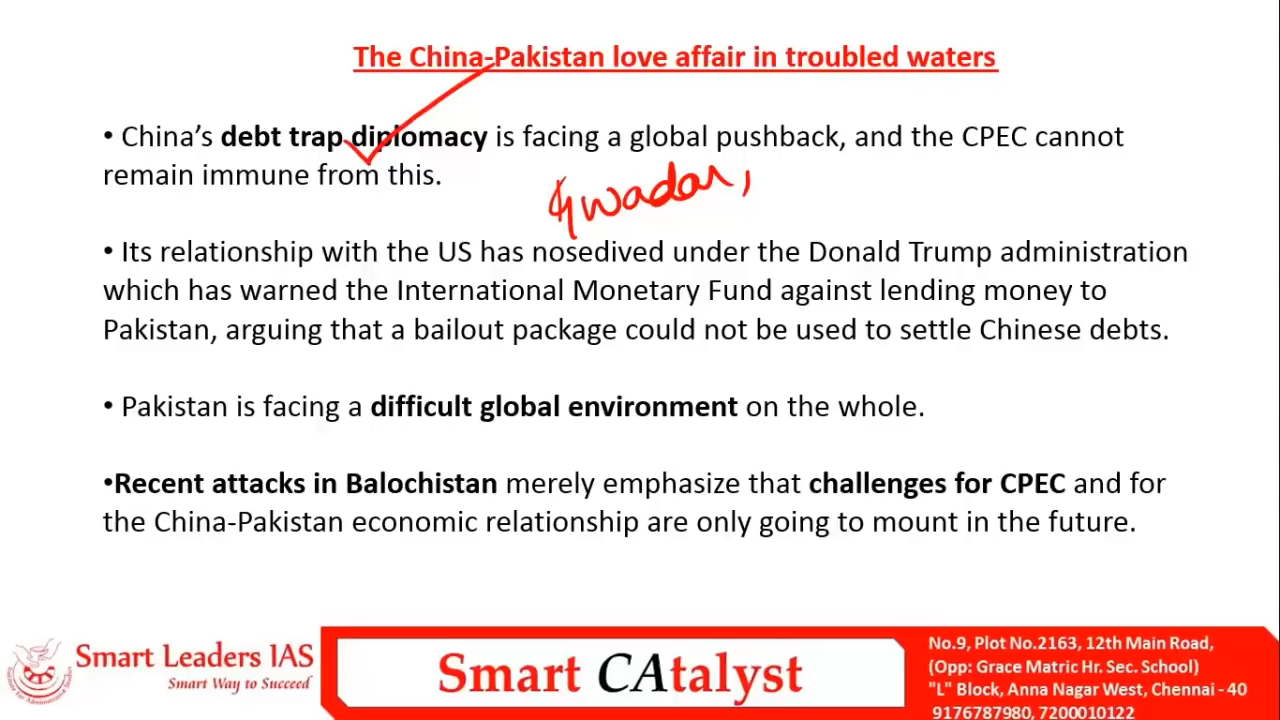 The China-Pakistan love affair in troubled waters
• China's debt trap diplomacy is facing a global pushback, and the CPEC cannot
remain immune from this.
Gwadar,
• Its relationship with the US has nosedived under the Donald Trump administration
which has warned the International Monetary Fund against lending money to
Pakistan, arguing that a bailout package could not be used to settle Chinese debts.
• Pakistan is facing a difficult global environment on the whole.
•Recent attacks in Balochistan merely emphasize that challenges for CPEC and for
the China-Pakistan economic relationship are only going to mount in the future.
Smart Leaders IAS
Smart Way to Succeed
Smart CAtalyst
No.9, Plot No.2163, 12th Main Road,
(Opp: Grace Matric Hr. Sec. School)
"L" Block, Anna Nagar West, Chennai - 40
9176787980, 7200010122